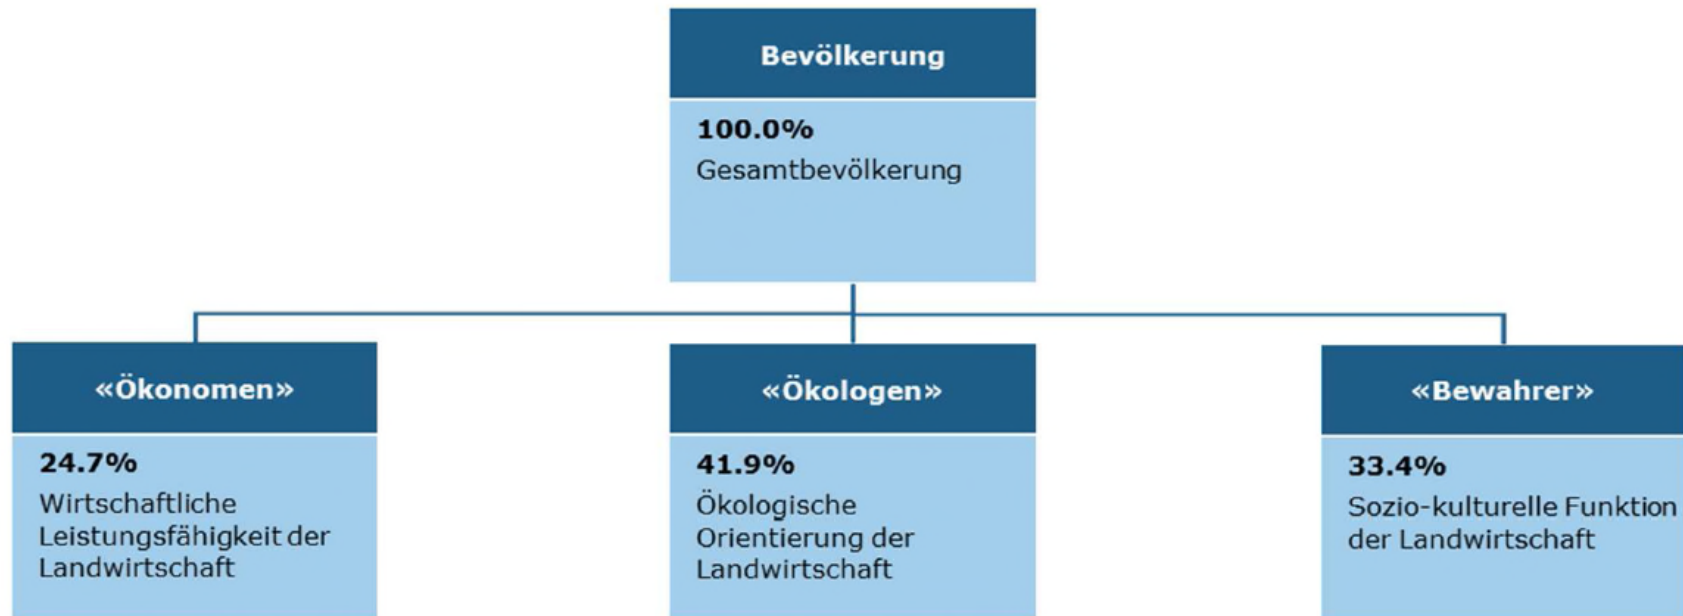 Bevölkerung
100.0%
Gesamtbevölkerung
«Ökonomen»
24.7%
Wirtschaftliche
Leistungsfähigkeit der
Landwirtschaft
«Ökologen»
41.9%
Ökologische
Orientierung der
Landwirtschaft
«Bewahrer»
33.4%
Sozio-kulturelle Funktion
der Landwirtschaft